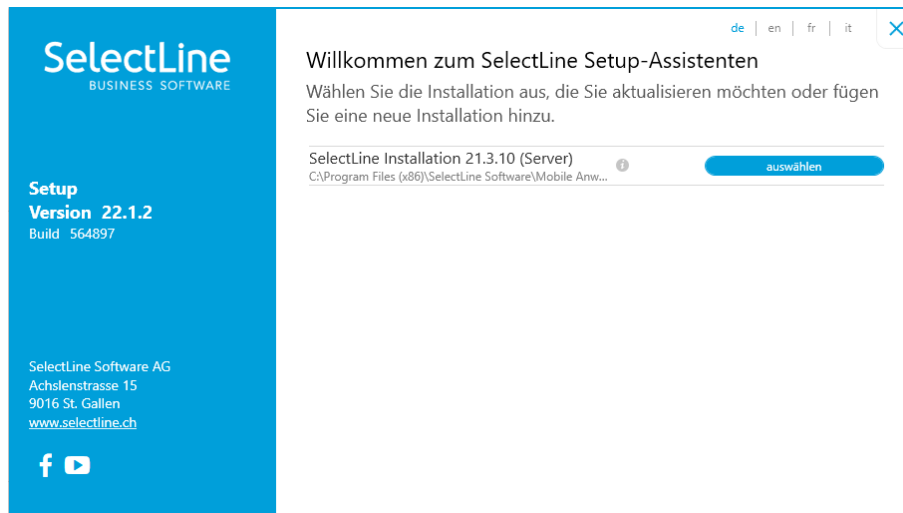 SelectLine
BUSINESS SOFTWARE
Setup
Version 22.1.2
Build 564897
SelectLine Software AG
Achslenstrasse 15
9016 St. Gallen
www.selectline.ch
de | en | fr | it
Willkommen zum SelectLine Setup-Assistenten
Wählen Sie die Installation aus, die Sie aktualisieren möchten oder fügen
Sie eine neue Installation hinzu.
SelectLine Installation 21.3.10 (Server)
C:\Program Files (x86)\SelectLine Software\Mobile Anw...
auswählen